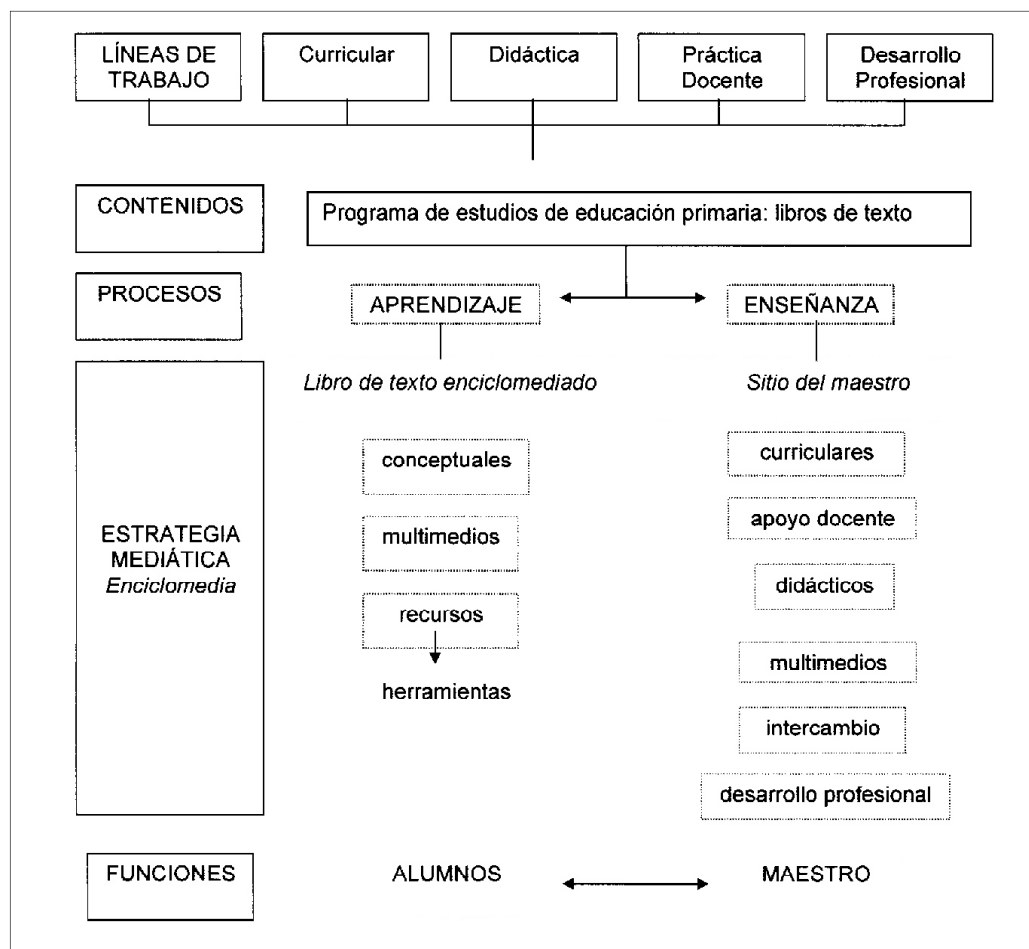 LÍNEAS DE
TRABAJO
Curricular
Didáctica
Práctica
Docente
Desarrollo
Profesional
CONTENIDOS
Programa de estudios de educación primaria: libros de texto
PROCESOS
APRENDIZAJE
ENSEÑANZA
Libro de texto enciclomediado
Sitio del maestro
ESTRATEGIA
MEDIÁTICA
Enciclomedia
conceptuales
multimedios
recursos
herramientas
curriculares
apoyo docente
didácticos
multimedios
intercambio
desarrollo profesional
FUNCIONES
ALUMNOS
MAESTRO